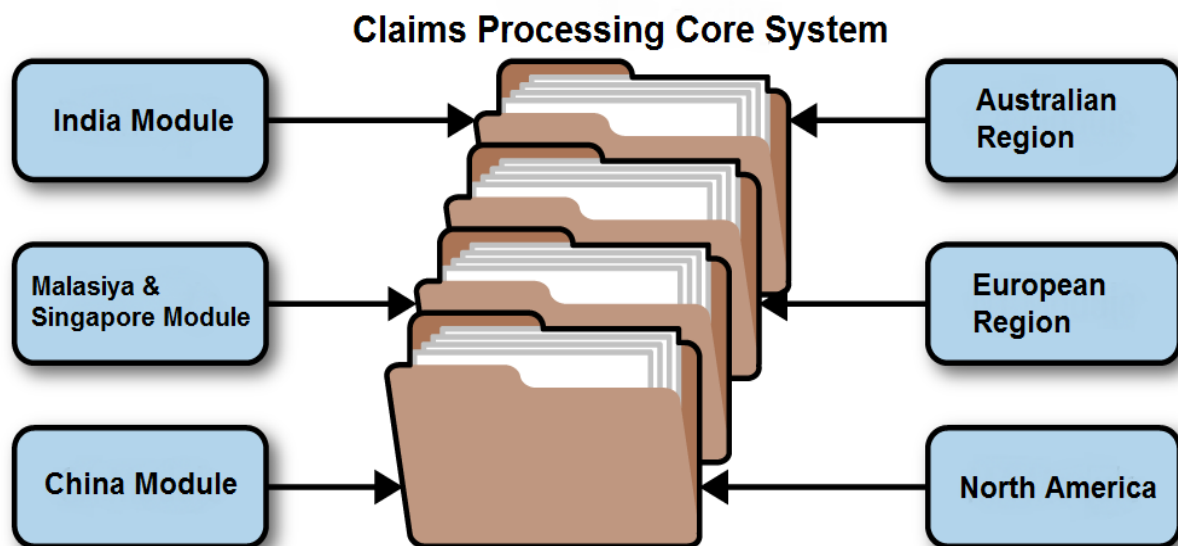 Claims Processing Core System
India Module
Australian
Region
Malasiya &
Singapore Module
European
Region
China Module
North America